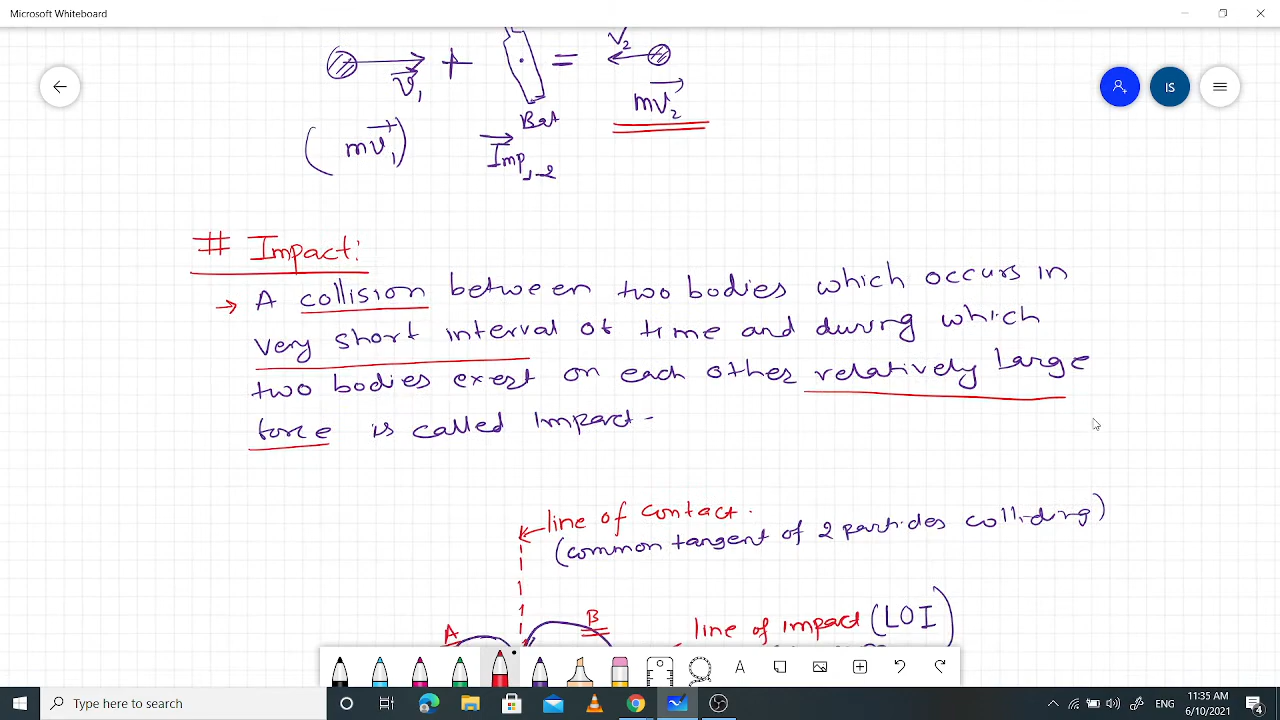 Microsoft Whiteboard
v1 + = v2
Bat
mv2
(mv1)
Imp1-2
IS
# Impact:
→ A collision between two bodies which occurs in
very short interval of time and during which
two bodies exert on each other relatively large
force is called impact-
line of contact.
(common tangent of 2 particles colliding)
A
B
line of impact (LOI)
A
Type here to search
ENG
11:35 AM
6/10/2021